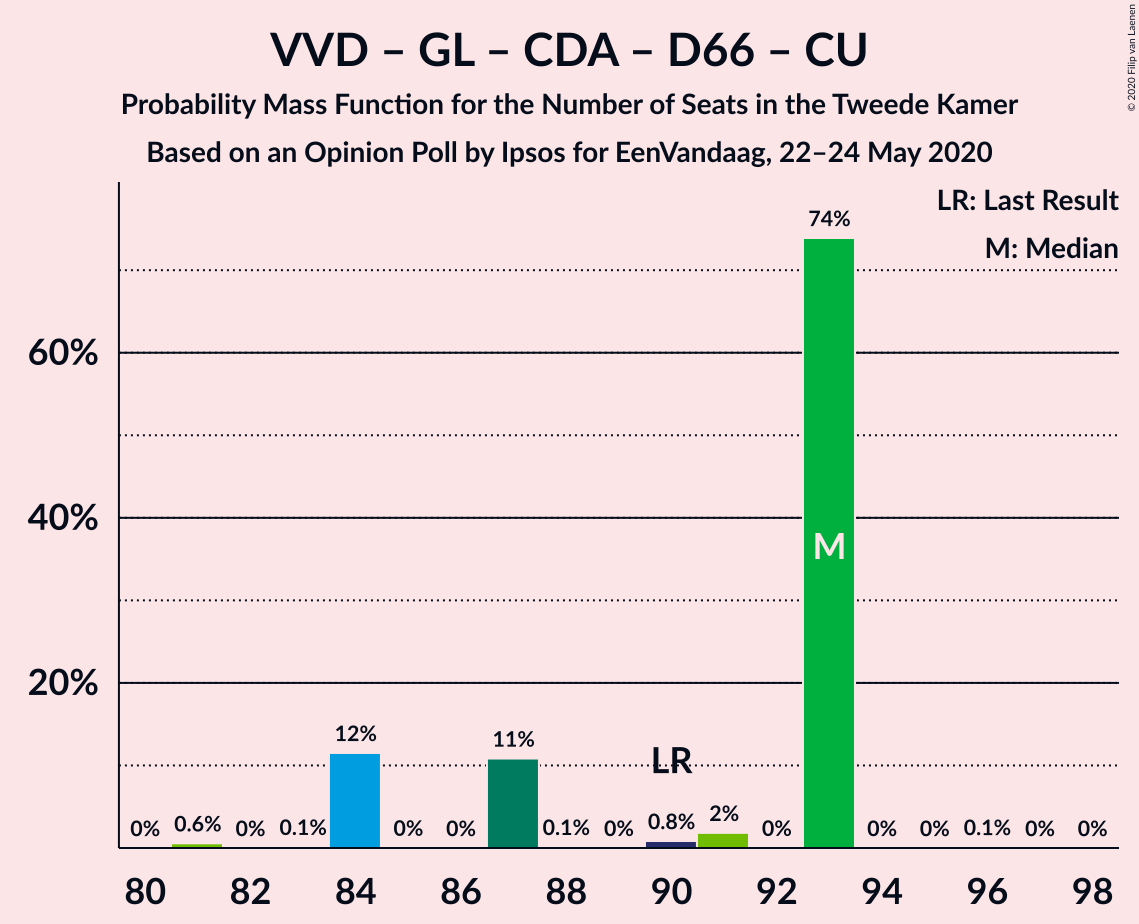 VVD – GL – CDA – D66 – CU
Probability Mass Function for the Number of Seats in the Tweede Kamer
Based on an Opinion Poll by Ipsos for EenVandaag, 22–24 May 2020
© 2020 Filip van Laenen
LR: Last Result
M: Median
74%
60%
40%
M
20%
12%
11%
LR
0% 0.6% 0% 0.1% 0% 0% 0.1% 0% 0.8% 2% 0% 0% 0% 0.1% 0% 0%
80 82 84 86 88 90 92 94 96 98